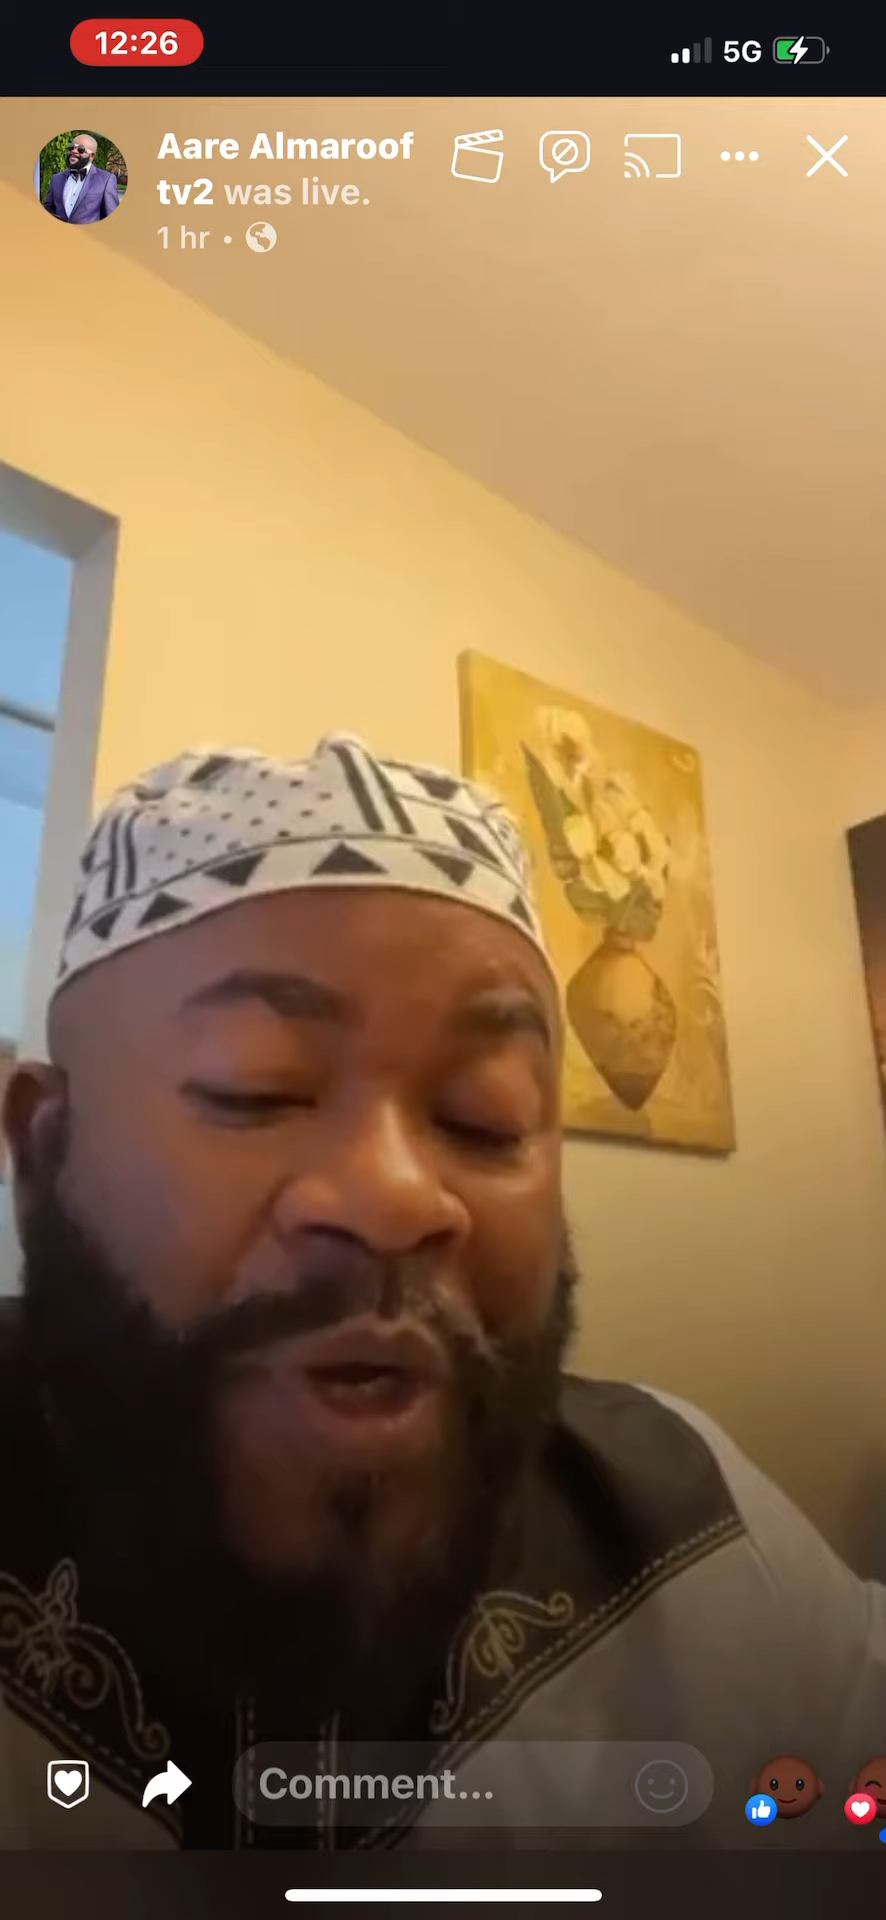 12:26
5G
Aare Almaroof
tv2 was live.
1 hr •
Comment...